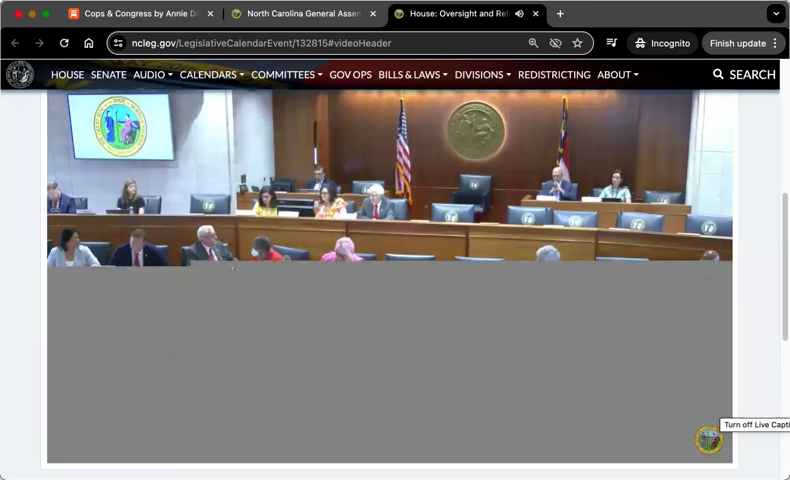 Cops & Congress by Annie D
North Carolina General Assem
House: Oversight and Ref
ncleg.gov/LegislativeCalendarEvent/132815#videoHeader
Incognito
Finish update
HOUSE SENATE AUDIO CALENDARS COMMITTEES GOV OPS BILLS & LAWS DIVISIONS REDISTRICTING ABOUT SEARCH
Turn off Live Capti